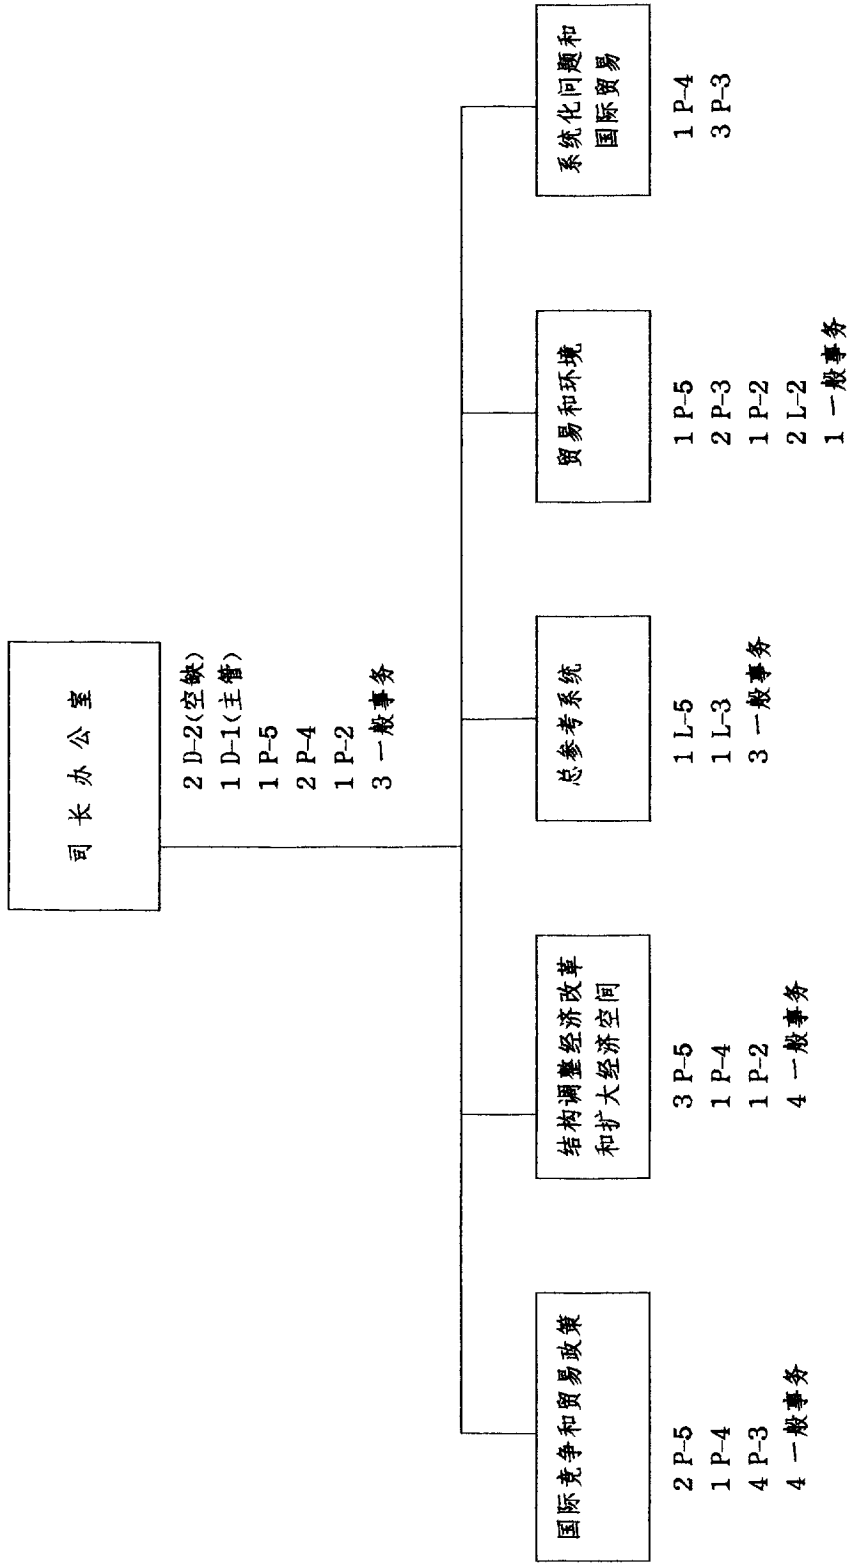 司长办公室
2 D-2(空缺)
1 D-1(主管)
1 P-5
2 P-4
1 P-2
3 一般事务
国际竞争和贸易政策
2 P-5
1 P-4
4 P-3
4 一般事务
结构调整经济改革
和扩大经济空间
3 P-5
1 P-4
1 P-2
4 一般事务
总参考系统
1 L-5
1 L-3
3 一般事务
贸易和环境
1 P-5
2 P-3
1 P-2
2 L-2
1 一般事务
系统化问题和
国际贸易
1 P-4
3 P-3